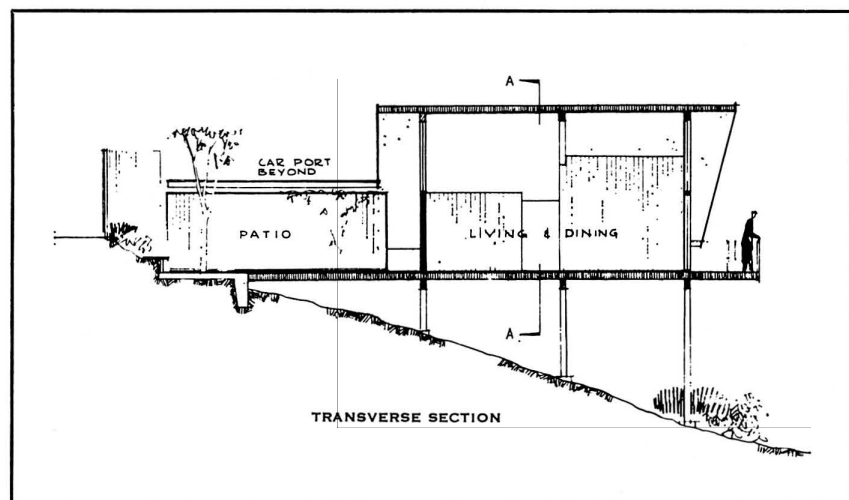 A
CAR PORT
BEYOND
PATIO
LIVING & DINING
A
TRANSVERSE SECTION